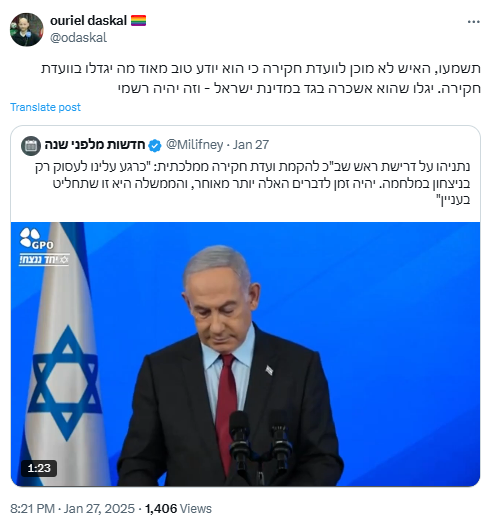 ouriel daskal
@odaskal
תשמעו, האיש לא מוכן לוועדת חקירה כי הוא יודע טוב מאוד מה יגדלו בוועדת
חקירה. יגלו שהוא אשכרה בגד במדינת ישראל - וזה יהיה רשמי
Translate post
חדשות מלפני שנה @Milifney · Jan 27
נתניהו על דרישת ראש שב"כ להקמת ועדת חקירה ממלכתית: "כרגע עלינו לעסוק רק
בניצחון במלחמה. יהיה זמן לדברים האלה יותר מאוחר, והממשלה היא זו שתחליט
בעניין"
GPO
יחד ננצח!
1:23
8:21 PM · Jan 27, 2025 · 1,406 Views